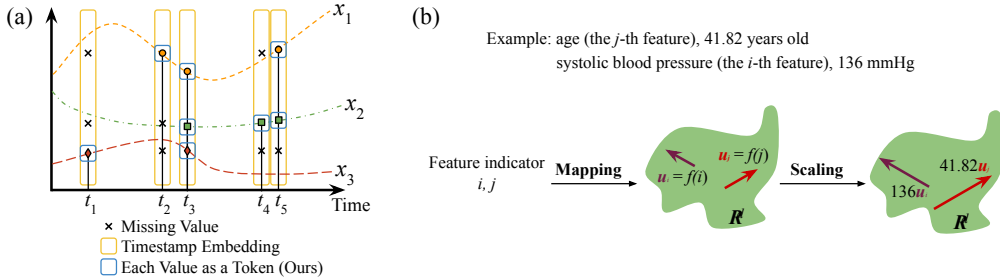 (a)
x₁
x₂
x₃
t₁ t₂ t₃ t₄ t₅ Time
× Missing Value
Timestamp Embedding
Each Value as a Token (Ours)
(b)
Example: age (the j-th feature), 41.82 years old
systolic blood pressure (the i-th feature), 136 mmHg
Feature indicator
i, j
Mapping
uⱼ = f(j)
uᵢ = f(i)
Rᵈ
Scaling
41.82uⱼ
136uᵢ
Rᵈ